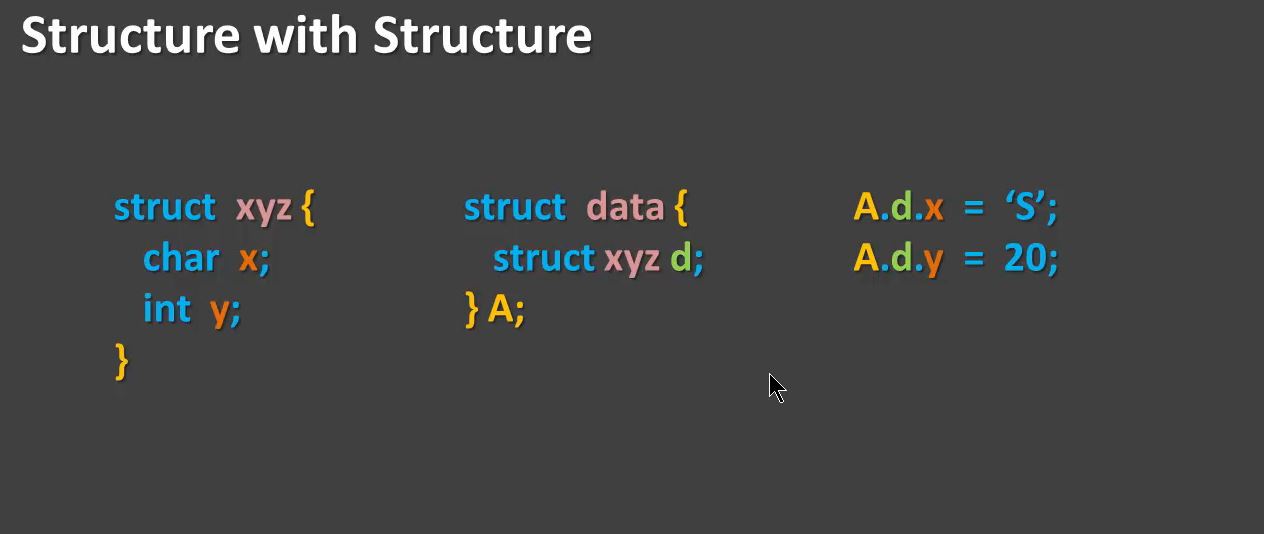 Structure with Structure
struct xyz {
char x;
int y;
}
struct data {
struct xyz d;
} A;
A.d.x = ‘S’;
A.d.y = 20;